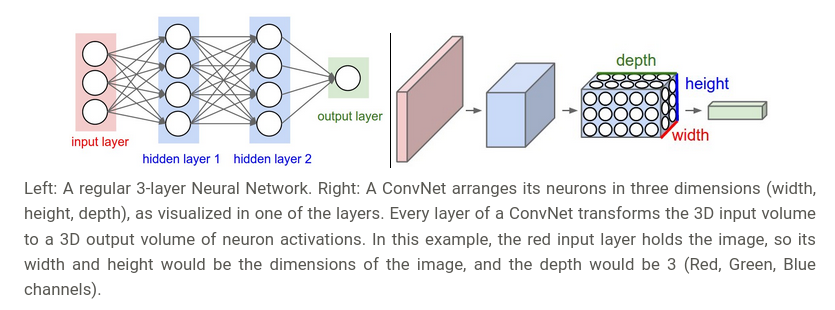 input layer
hidden layer 1
hidden layer 2
output layer
depth
height
width
Left: A regular 3-layer Neural Network. Right: A ConvNet arranges its neurons in three dimensions (width,
height, depth), as visualized in one of the layers. Every layer of a ConvNet transforms the 3D input volume
to a 3D output volume of neuron activations. In this example, the red input layer holds the image, so its
width and height would be the dimensions of the image, and the depth would be 3 (Red, Green, Blue
channels).